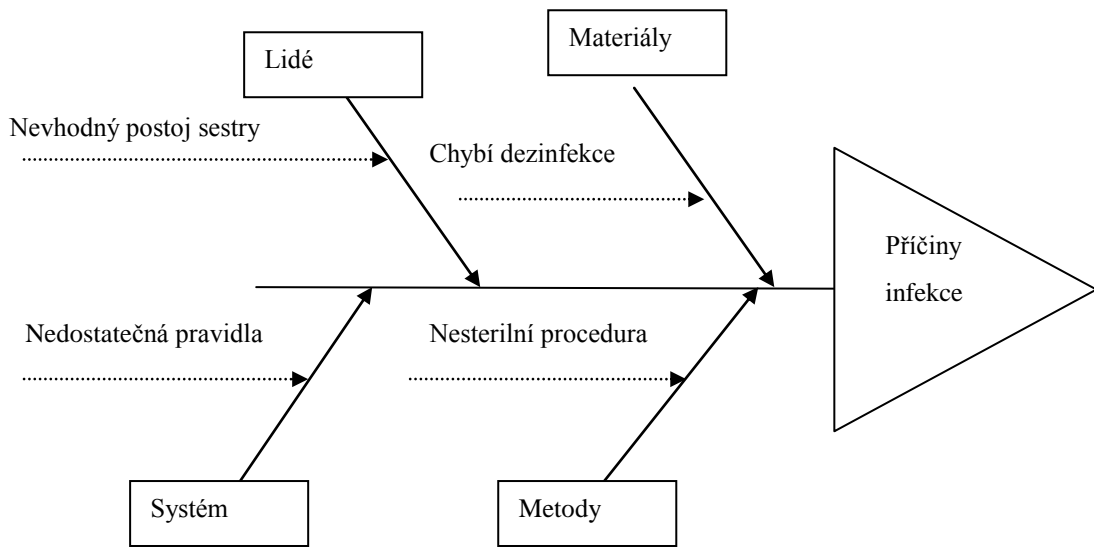 Lidé
Materiály
Nevhodný postoj sestry
Chybí dezinfekce
Příčiny
infekce
Nedostatečná pravidla
Nesterilní procedura
Systém
Metody